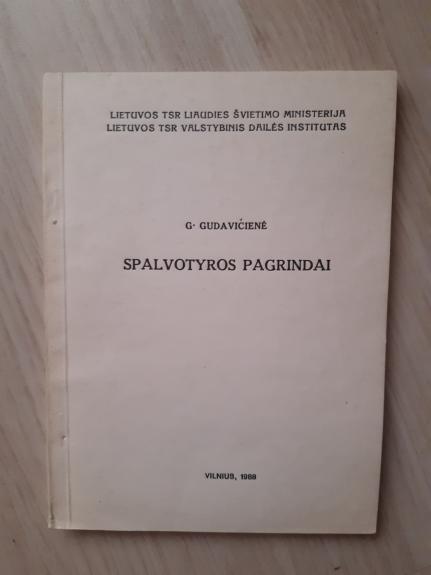 LIETUVOS TSR LIAUDIES ŠVIETIMO MINISTERIJA
LIETUVOS TSR VALSTYBINIS DAILĖS INSTITUTAS
G. GUDAVIČIENĖ
SPALVOTYROS PAGRINDAI
VILNIUS, 1988